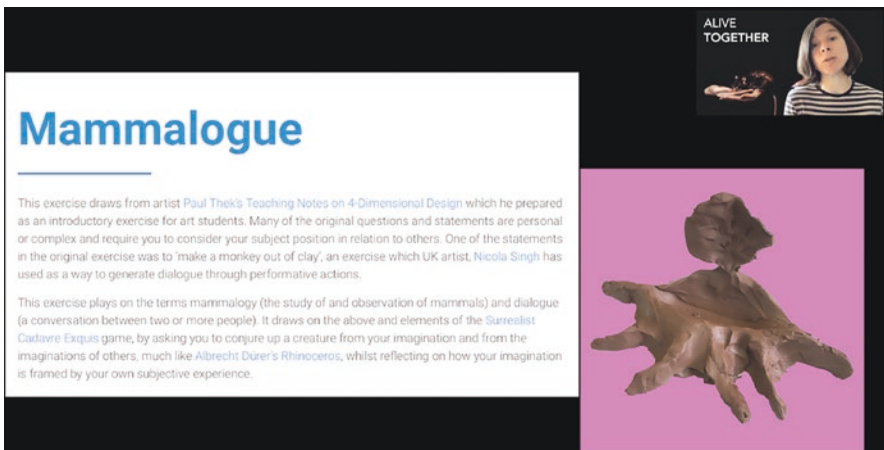 ALIVE
TOGETHER
Mammalogue
This exercise draws from artist Paul Thek's Teaching Notes on 4-Dimensional Design which he prepared
as an introductory exercise for art students. Many of the original questions and statements are personal
or complex and require you to consider your subject position in relation to others. One of the statements
in the original exercise was to 'make a monkey out of clay', an exercise which UK artist, Nicola Singh has
used as a way to generate dialogue through performative actions.
This exercise plays on the terms mammalogy (the study of and observation of mammals) and dialogue
(a conversation between two or more people). It draws on the above and elements of the Surrealist
Cadavre Exquis game, by asking you to conjure up a creature from your imagination and from the
imaginations of others, much like Albrecht Dürer's Rhinoceros, whilst reflecting on how your imagination
is framed by your own subjective experience.